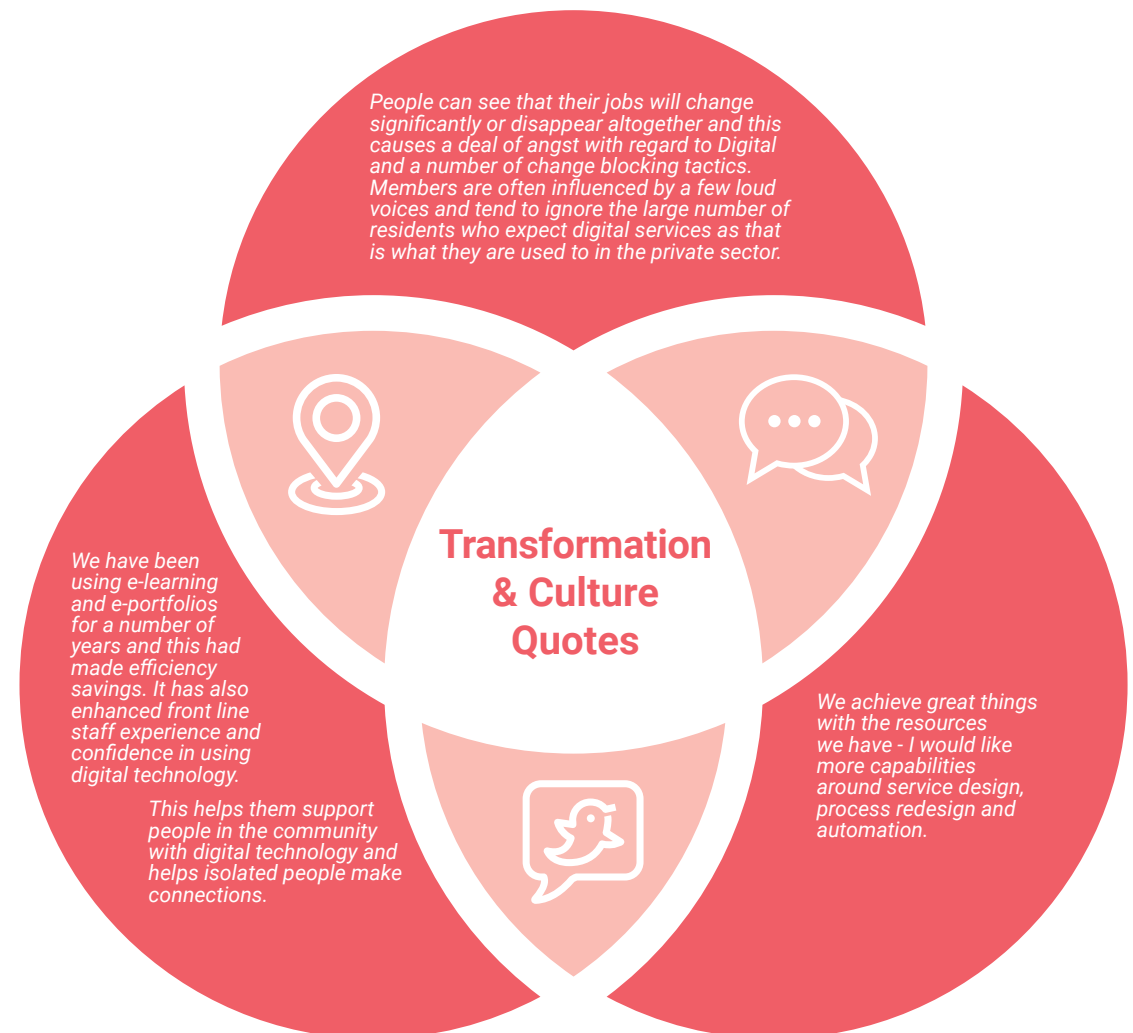 People can see that their jobs will change
significantly or disappear altogether and this
causes a deal of angst with regard to Digital
and a number of change blocking tactics.
Members are often influenced by a few loud
voices and tend to ignore the large number of
residents who expect digital services as that
is what they are used to in the private sector.
Transformation
& Culture
Quotes
We have been
using e-learning
and e-portfolios
for a number of
years and this had
made efficiency
savings. It has also
enhanced front line
staff experience and
confidence in using
digital technology.
This helps them support
people in the community
with digital technology and
helps isolated people make
connections.
We achieve great things
with the resources
we have - I would like
more capabilities
around service design,
process redesign and
automation.